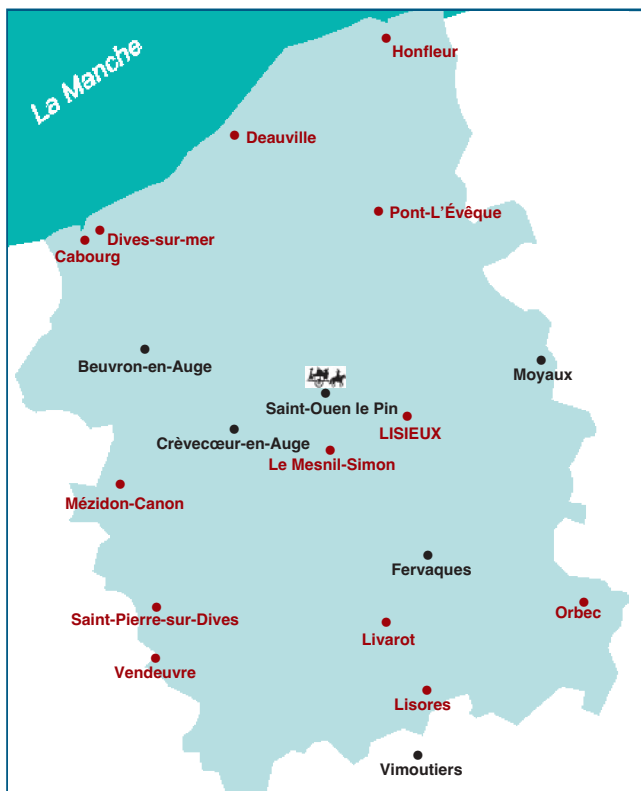 Honfleur
La Manche
Deauville
Pont-L'Évêque
Dives-sur-mer
Cabourg
Beuvron-en-Auge
Moyaux
Saint-Ouen le Pin
LISIEUX
Crèvecœur-en-Auge
Le Mesnil-Simon
Mézidon-Canon
Fervaques
Orbec
Saint-Pierre-sur-Dives
Livarot
Vendeuvre
Lisores
Vimoutiers